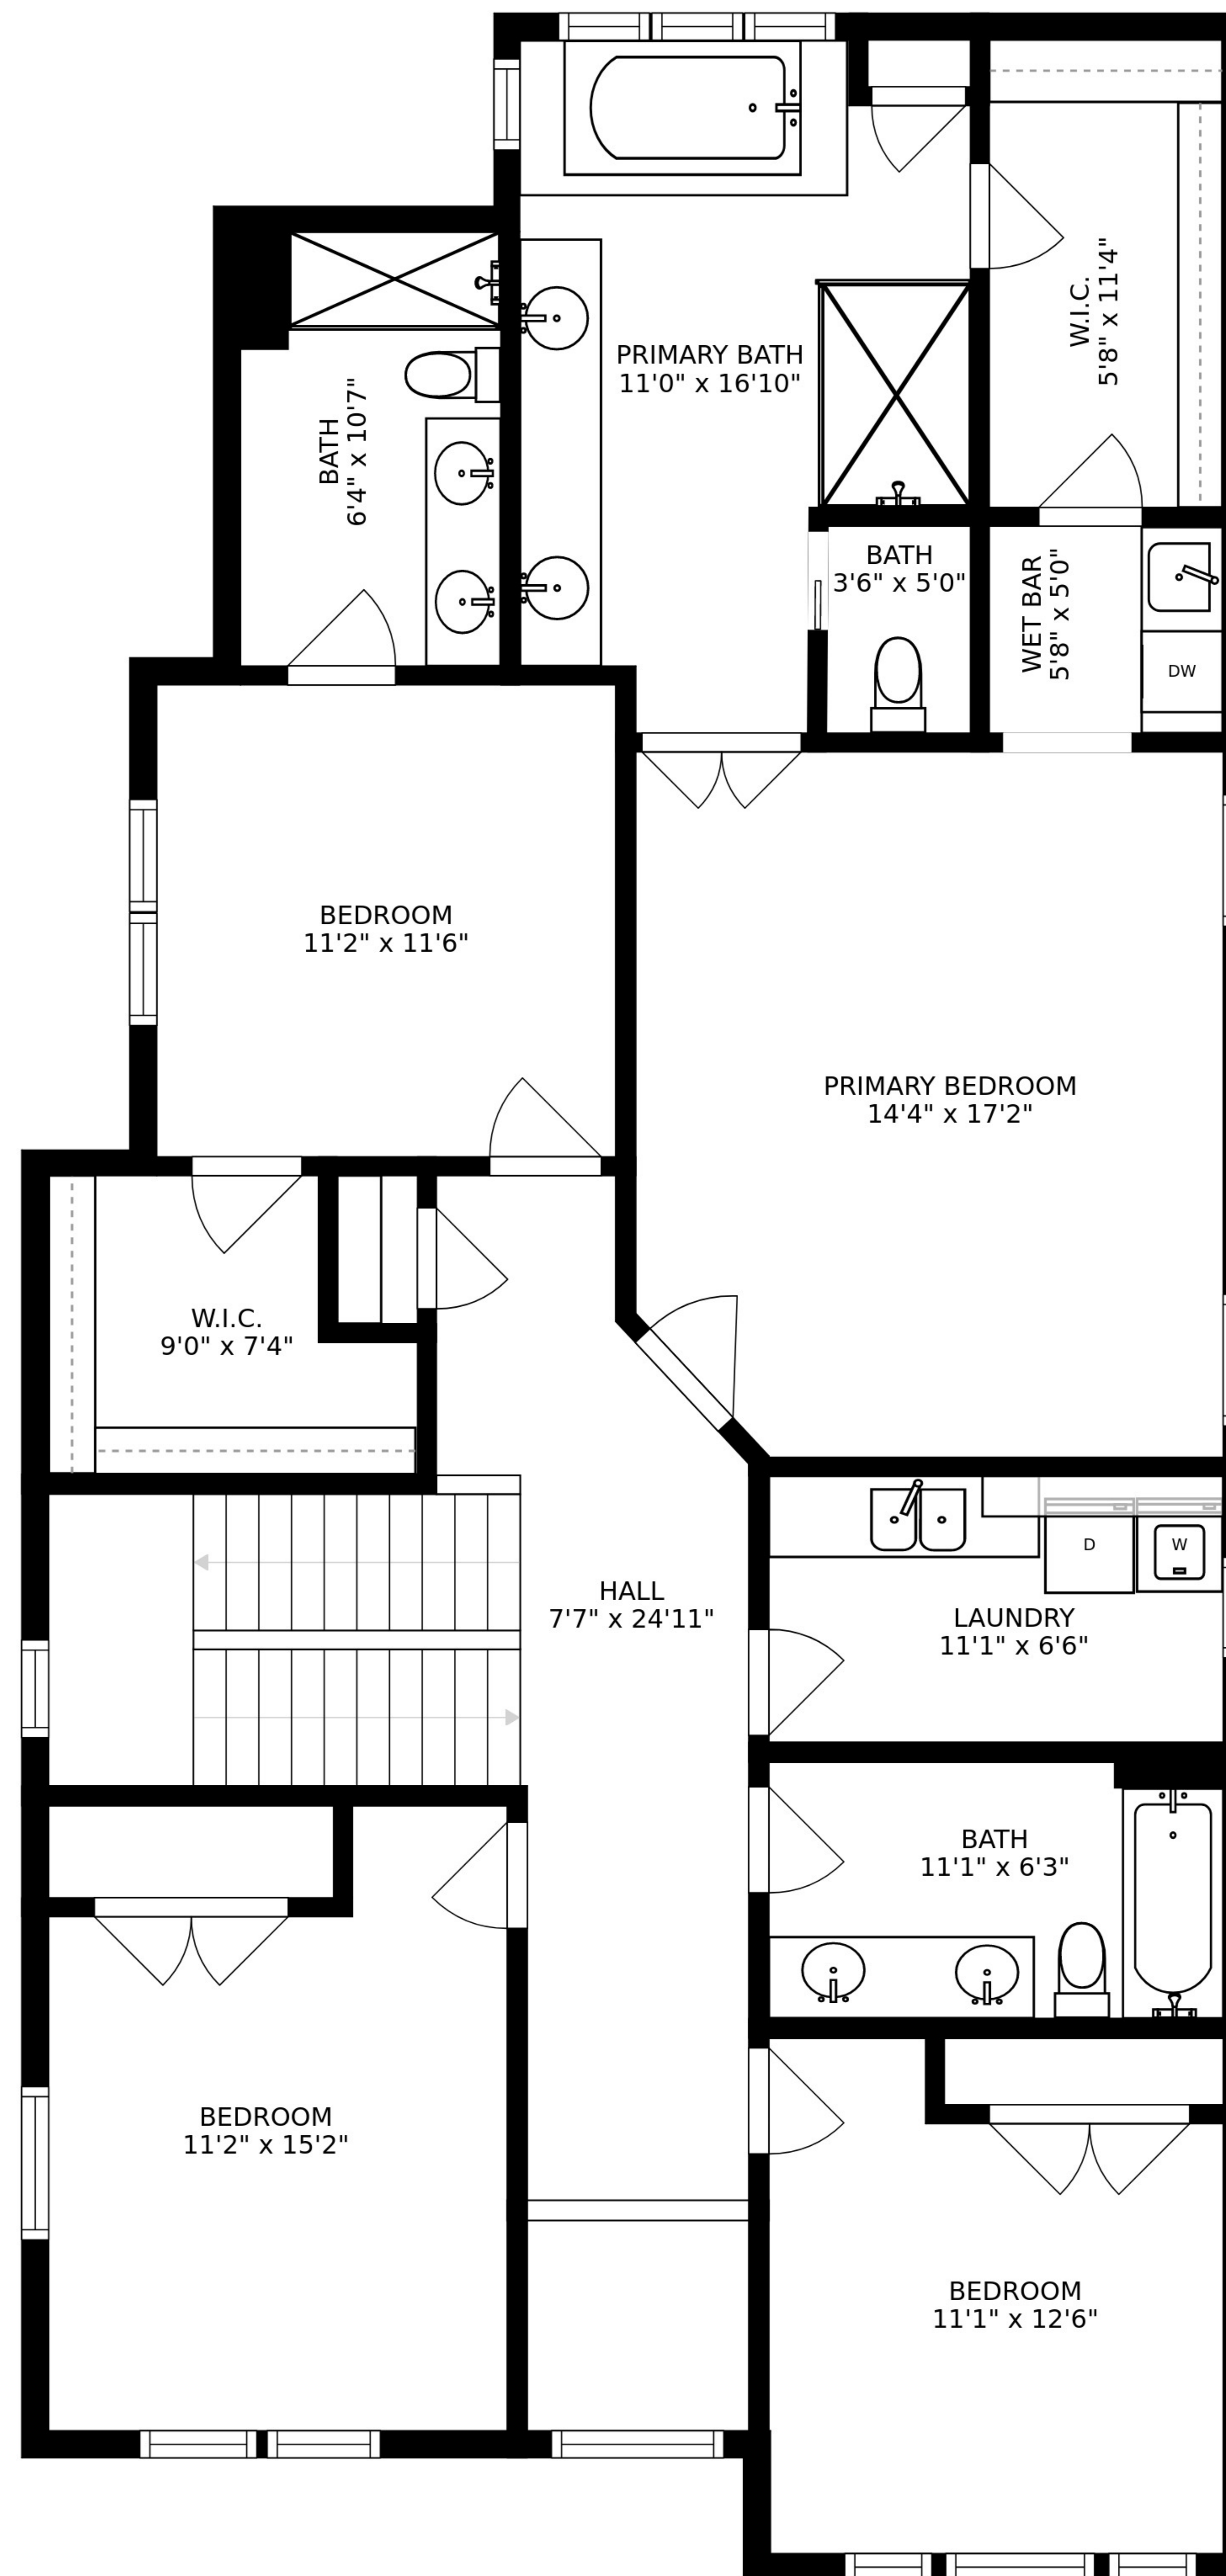 PRIMARY BATH
11'0" x 16'10"
W.I.C.
5'8" x 11'4"
BATH
6'4" x 10'7"
BATH
3'6" x 5'0"
WET BAR
5'8" x 5'0"
DW
BEDROOM
11'2" x 11'6"
PRIMARY BEDROOM
14'4" x 17'2"
W.I.C.
9'0" x 7'4"
HALL
7'7" x 24'11"
D
W
LAUNDRY
11'1" x 6'6"
BATH
11'1" x 6'3"
BEDROOM
11'2" x 15'2"
BEDROOM
11'1" x 12'6"